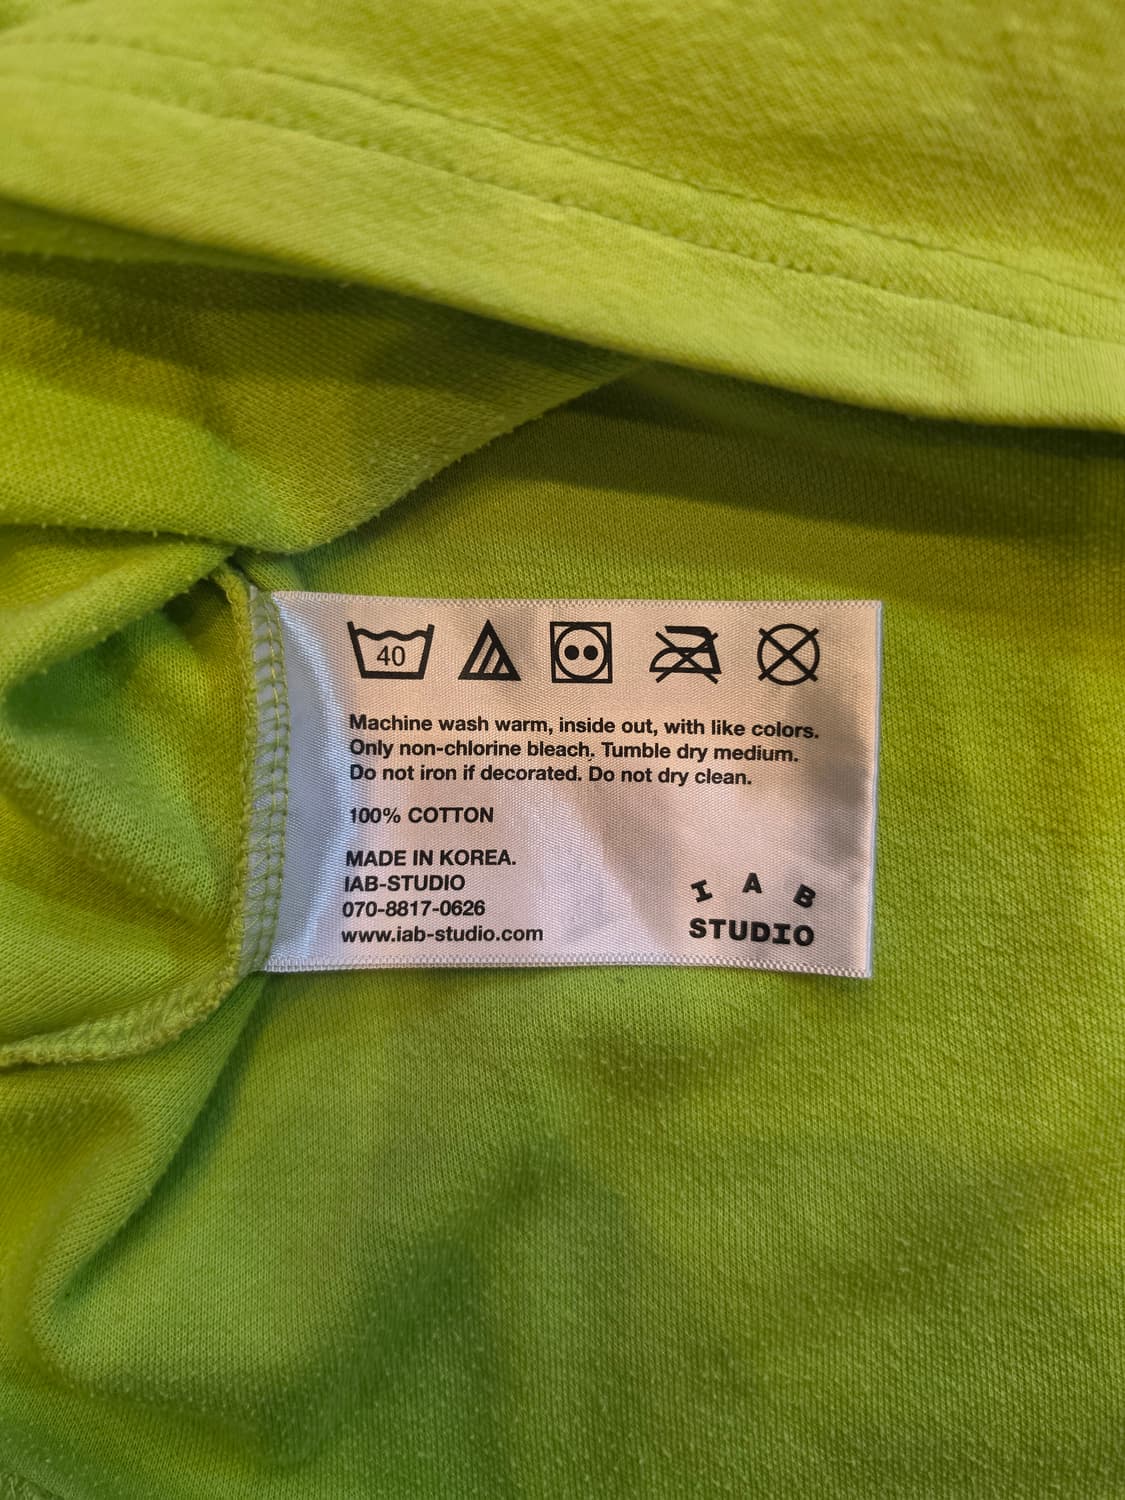 40
Machine wash warm, inside out, with like colors.
Only non-chlorine bleach. Tumble dry medium.
Do not iron if decorated. Do not dry clean.
100% COTTON
MADE IN KOREA.
IAB-STUDIO
070-8817-0626
www.iab-studio.com
I A B
STUDIO